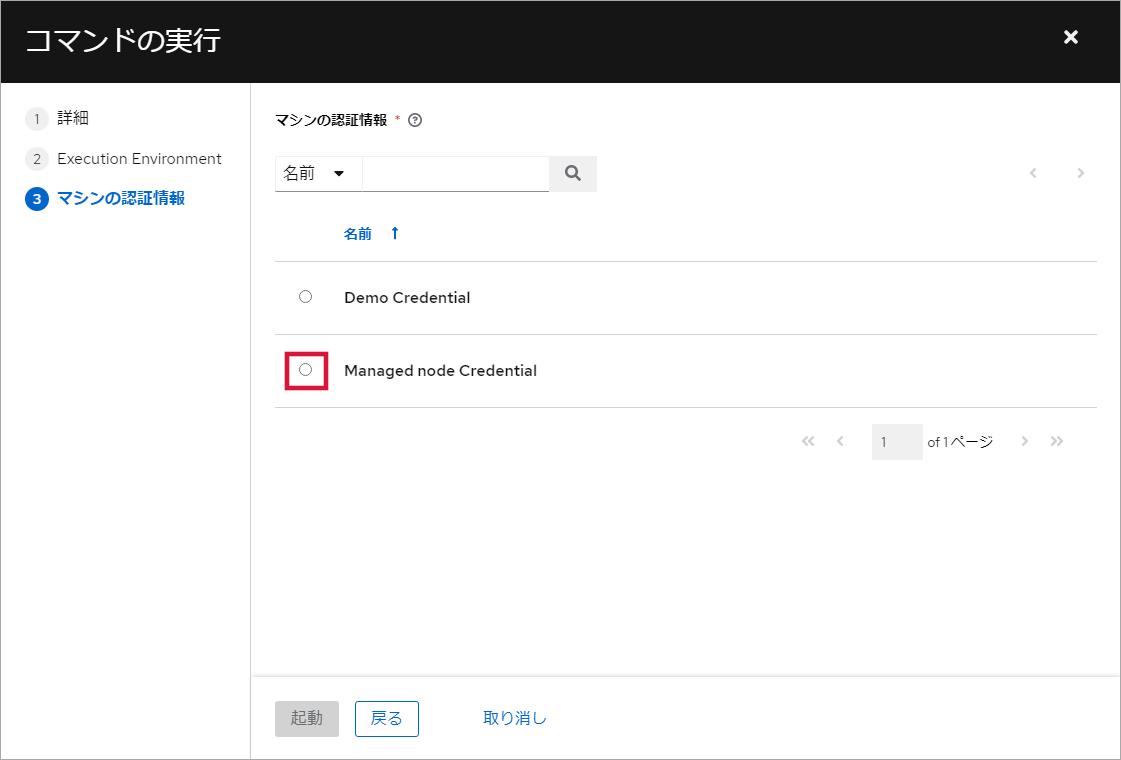 コマンドの実行
1 詳細
2 Execution Environment
3 マシンの認証情報
マシンの認証情報 *
名前
名前
Demo Credential
Managed node Credential
1 of 1 ページ
起動 戻る 取り消し